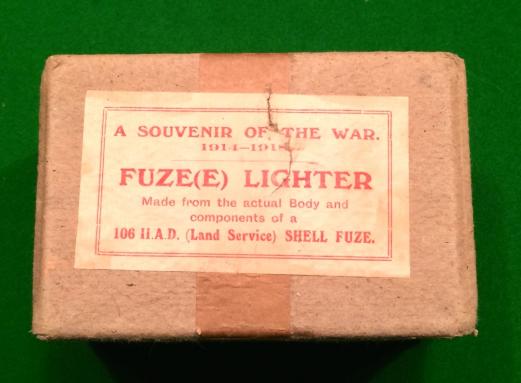 A SOUVENIR OF THE WAR.
1914–1918
FUZE(E) LIGHTER
Made from the actual Body and
components of a
106 H.A.D. (Land Service) SHELL FUZE.